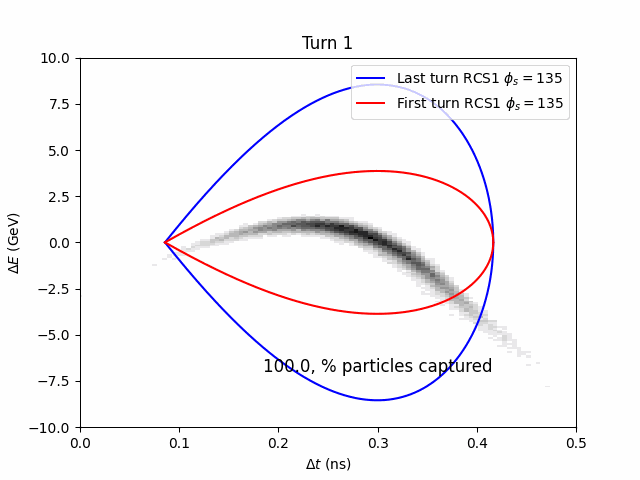 Turn 1
Last turn RCS1 ϕs = 135
First turn RCS1 ϕs = 135
10.0
7.5
5.0
2.5
0.0
−2.5
−5.0
−7.5
−10.0
ΔE (GeV)
100.0, % particles captured
0.0 0.1 0.2 0.3 0.4 0.5
Δt (ns)